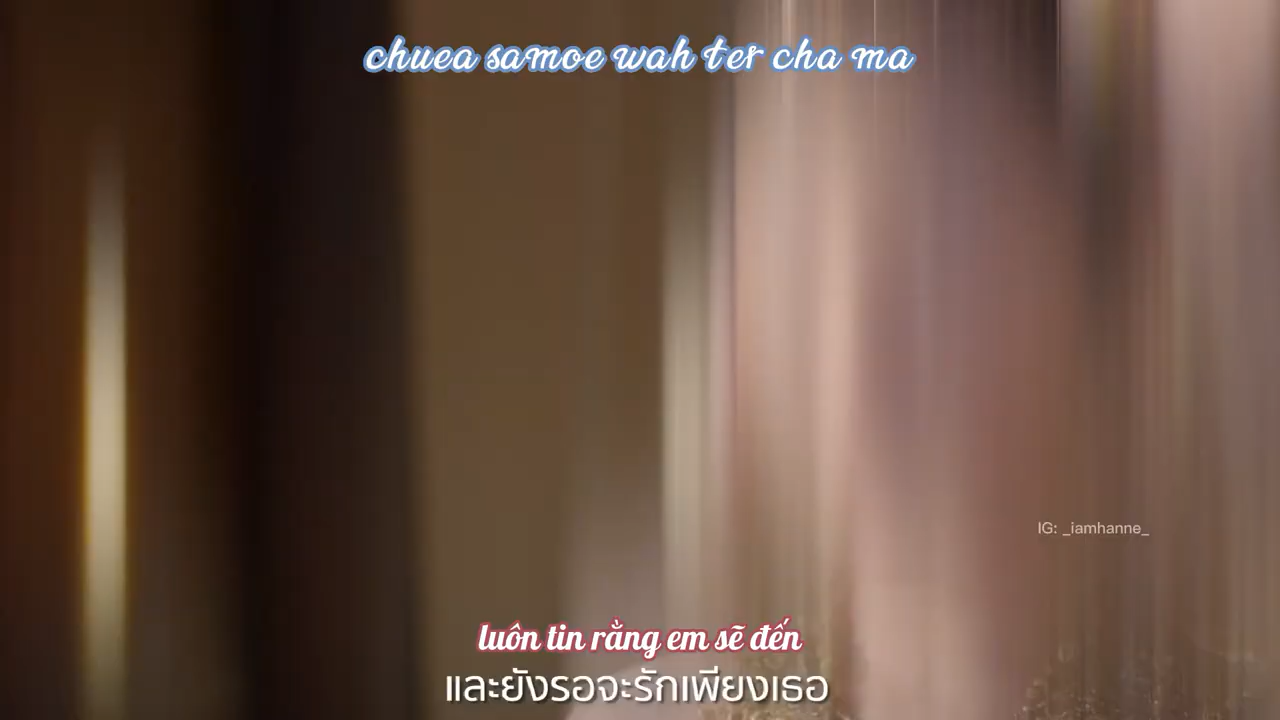 chuea samoe wah ter cha ma
IG: _iamhanne_
luôn tin rằng em sẽ đến
และยังรอจะรักเพียงเธอ